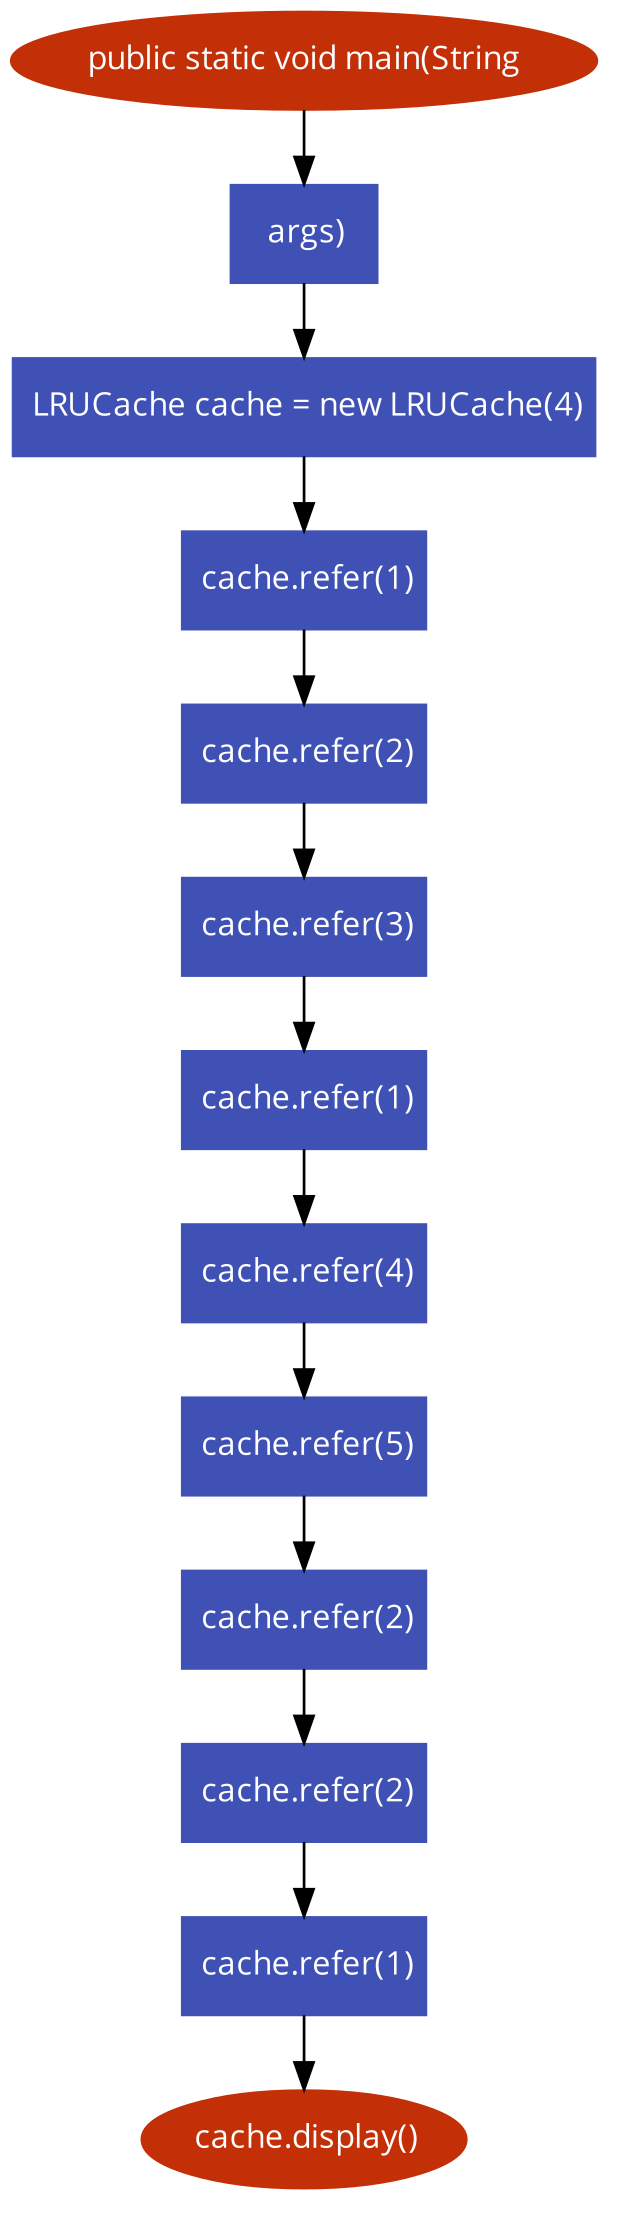 public static void main(String
args)
LRUCache cache = new LRUCache(4)
cache.refer(1)
cache.refer(2)
cache.refer(3)
cache.refer(1)
cache.refer(4)
cache.refer(5)
cache.refer(2)
cache.refer(2)
cache.refer(1)
cache.display()